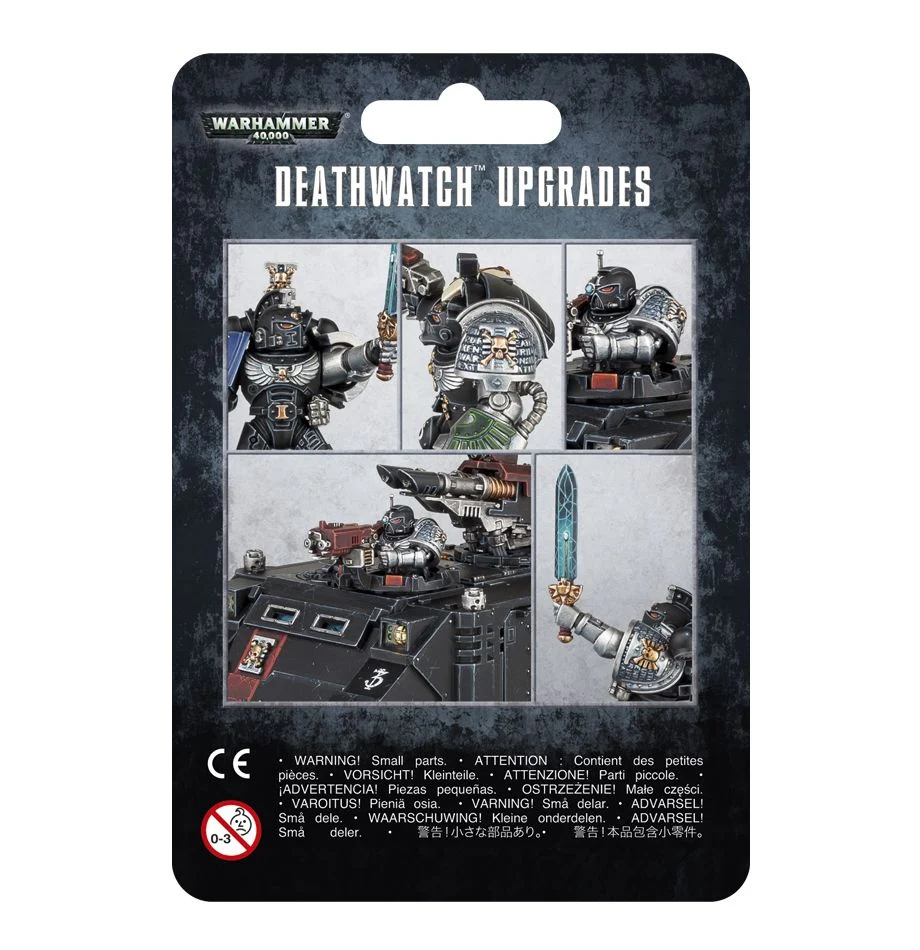 WARHAMMER
40,000
DEATHWATCH™ UPGRADES
CE
• WARNING! Small parts. • ATTENTION : Contient des petites
pièces. • VORSICHT! Kleinteile. • ATTENZIONE! Parti piccole. •
¡ADVERTENCIA! Piezas pequeñas. • OSTRZEŻENIE! Małe części.
• VAROITUS! Pieniä osia. • VARNING! Små delar. • ADVARSEL!
Små dele. • WAARSCHUWING! Kleine onderdelen. • ADVARSEL!
Små deler. • 警告!小さな部品あり。• 警告!本品包含小零件。
0-3